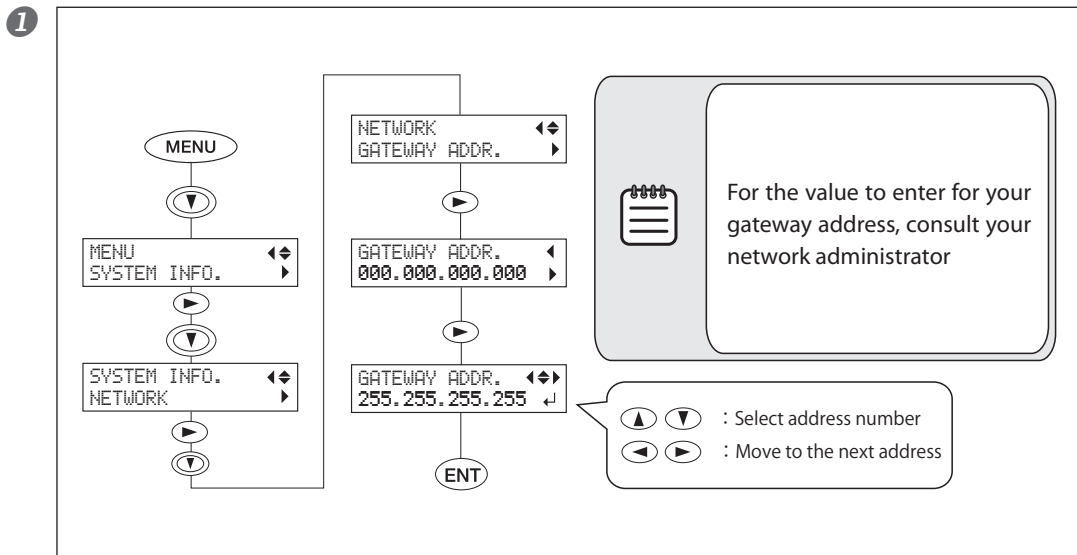 1
MENU
MENU
SYSTEM INFO.
SYSTEM INFO.
NETWORK
NETWORK
GATEWAY ADDR.
GATEWAY ADDR.
000.000.000.000
GATEWAY ADDR.
255.255.255.255
ENT
For the value to enter for your
gateway address, consult your
network administrator
: Select address number
: Move to the next address